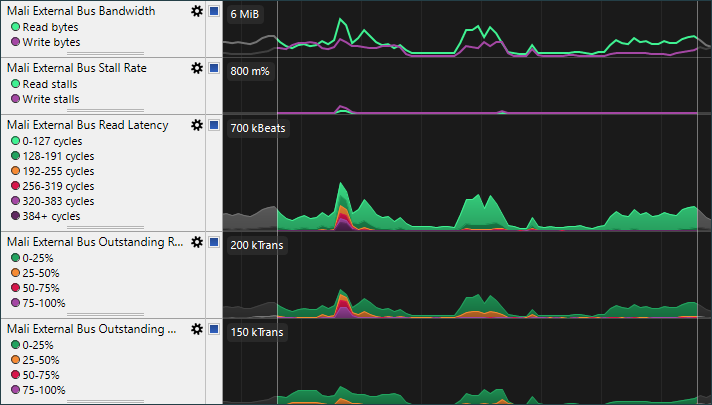 Mali External Bus Bandwidth
6 MiB
Read bytes
Write bytes
Mali External Bus Stall Rate
800 m%
Read stalls
Write stalls
Mali External Bus Read Latency
700 kBeats
0-127 cycles
128-191 cycles
192-255 cycles
256-319 cycles
320-383 cycles
384+ cycles
Mali External Bus Outstanding R...
200 kTrans
0-25%
25-50%
50-75%
75-100%
Mali External Bus Outstanding ...
150 kTrans
0-25%
25-50%
50-75%
75-100%